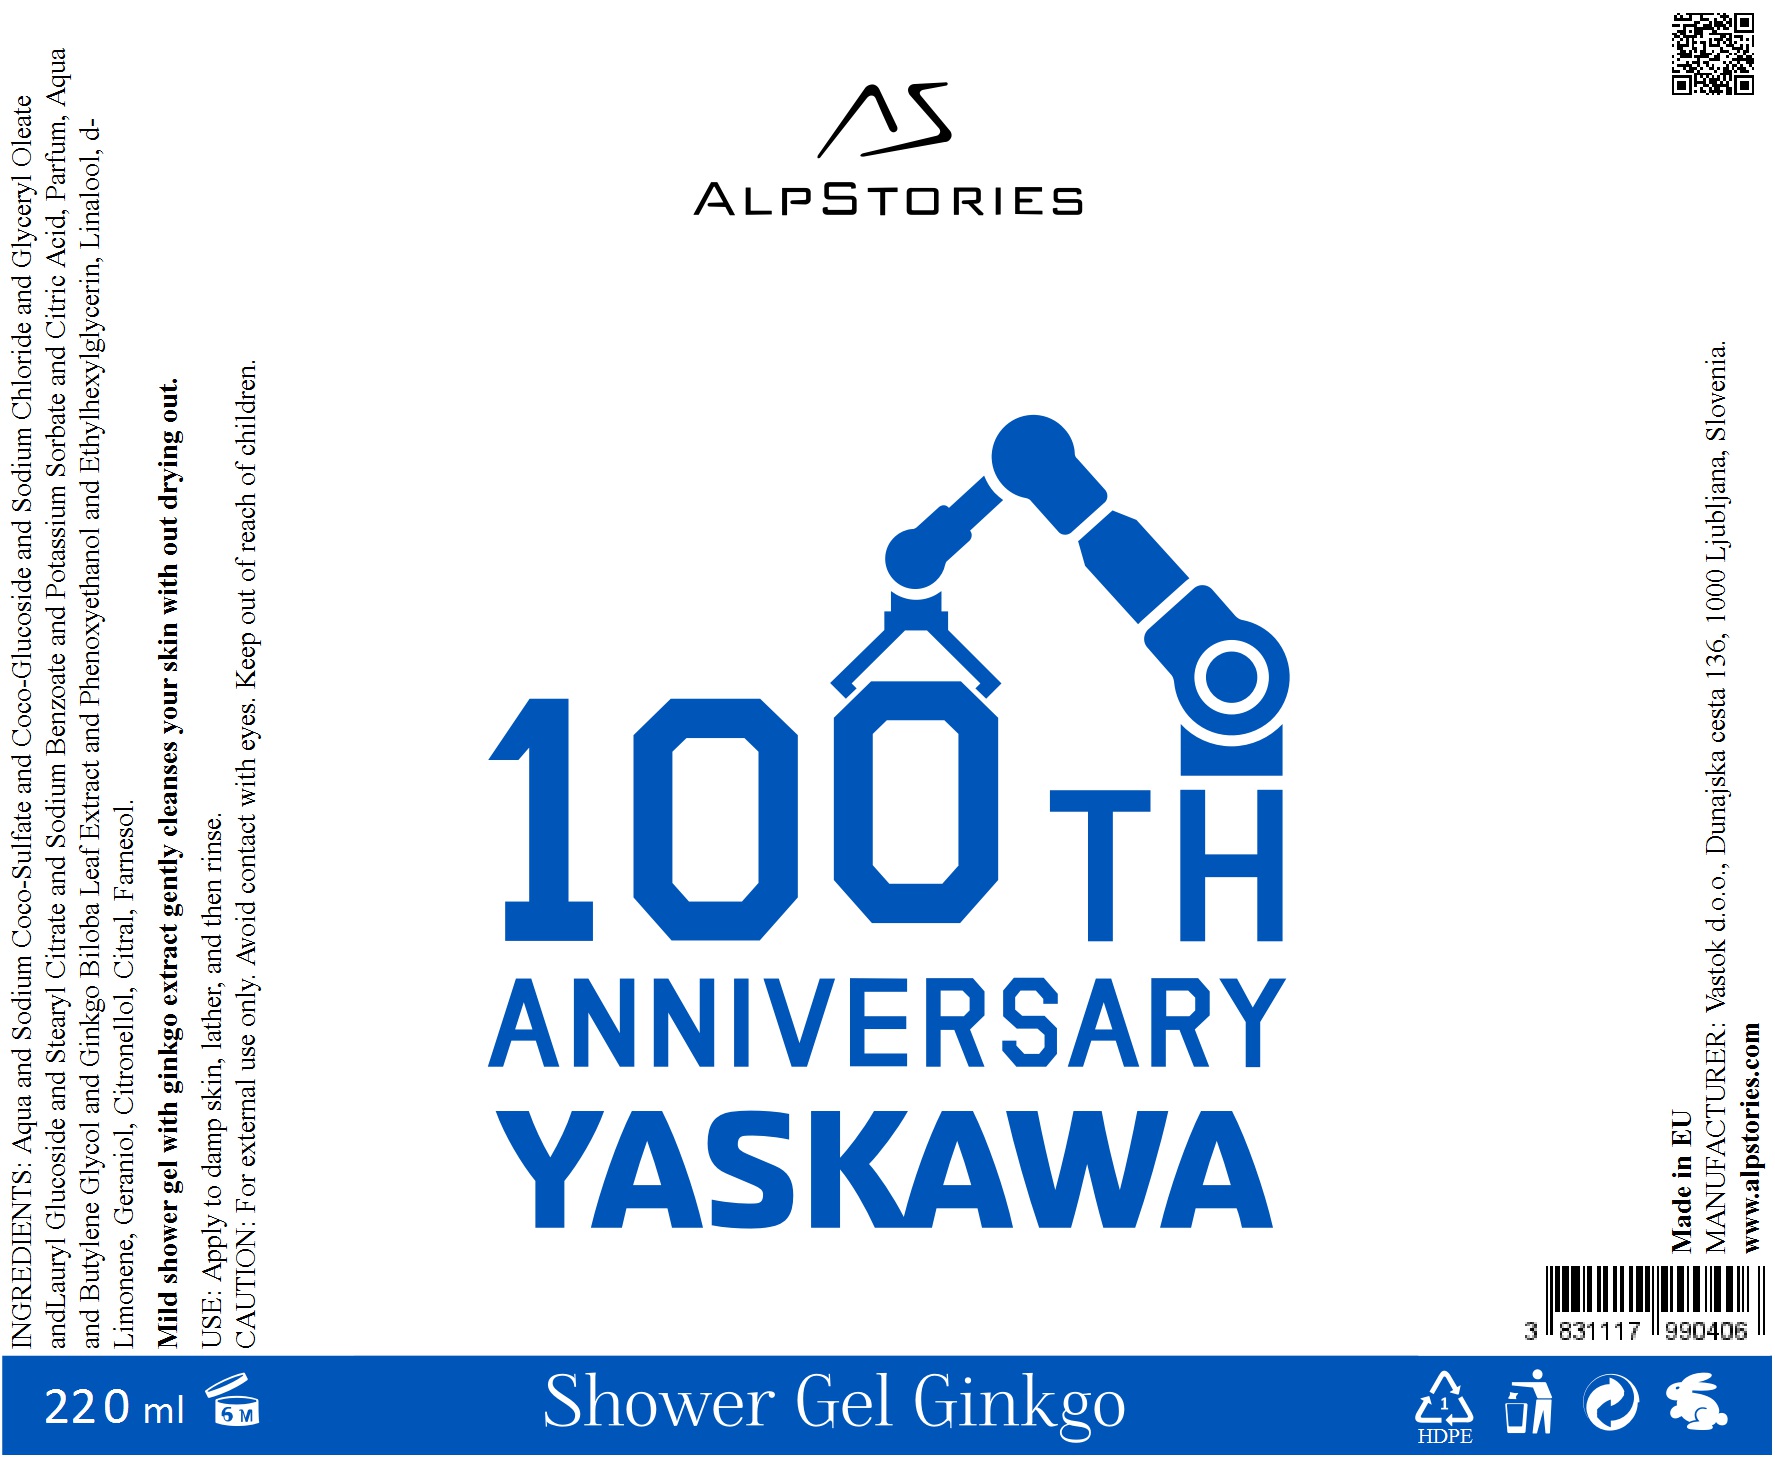 INGREDIENTS: Aqua and Sodium Coco-Sulfate and Coco-Glucoside and Sodium Chloride and Glyceryl Oleate
andLauryl Glucoside and Stearyl Citrate and Sodium Benzoate and Potassium Sorbate and Citric Acid, Parfum, Aqua
and Butylene Glycol and Ginkgo Biloba Leaf Extract and Phenoxyethanol and Ethylhexylglycerin, Linalool, d-
Limonene, Geraniol, Citronellol, Citral, Farnesol.
Mild shower gel with ginkgo extract gently cleanses your skin with out drying out.
USE: Apply to damp skin, lather, and then rinse.
CAUTION: For external use only. Avoid contact with eyes. Keep out of reach of children.
AS
ALPSTORIES
100TH
ANNIVERSARY
YASKAWA
Made in EU
MANUFACTURER: Vastok d.o.o., Dunajska cesta 136, 1000 Ljubljana, Slovenia.
www.alpstories.com
3 831117 990406
220 ml
6 M
Shower Gel Ginkgo
1
HDPE